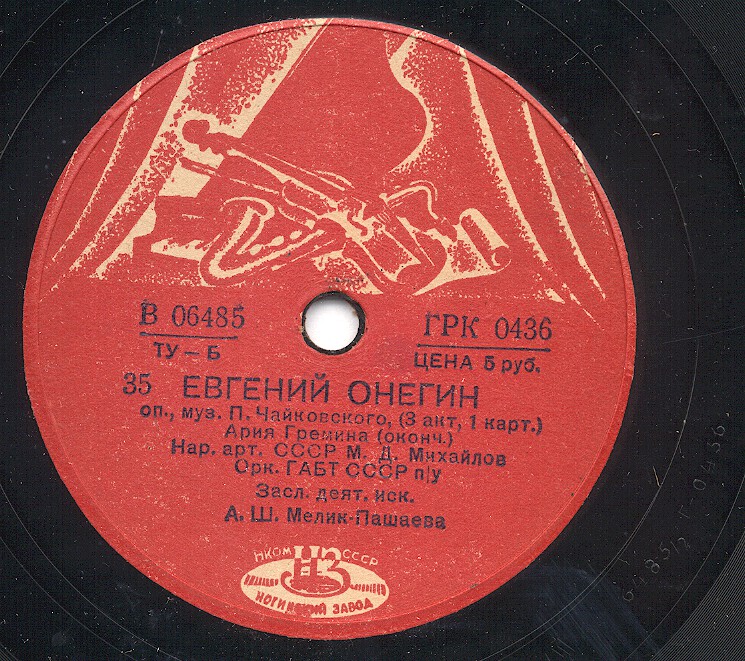 В 06485
ГРК 0436
ТУ – Б
ЦЕНА 5 руб.
35 ЕВГЕНИЙ ОНЕГИН
оп., муз. П. Чайковского, (3 акт, 1 карт.)
Ария Гремина (оконч.)
Нар. арт. СССР М. Д. Михайлов
Орк. ГАБТ СССР п/у
Засл. деят. иск.
А. Ш. Мелик-Пашаева
НКОМ НЗ СССР
НОГИНСКИЙ ЗАВОД